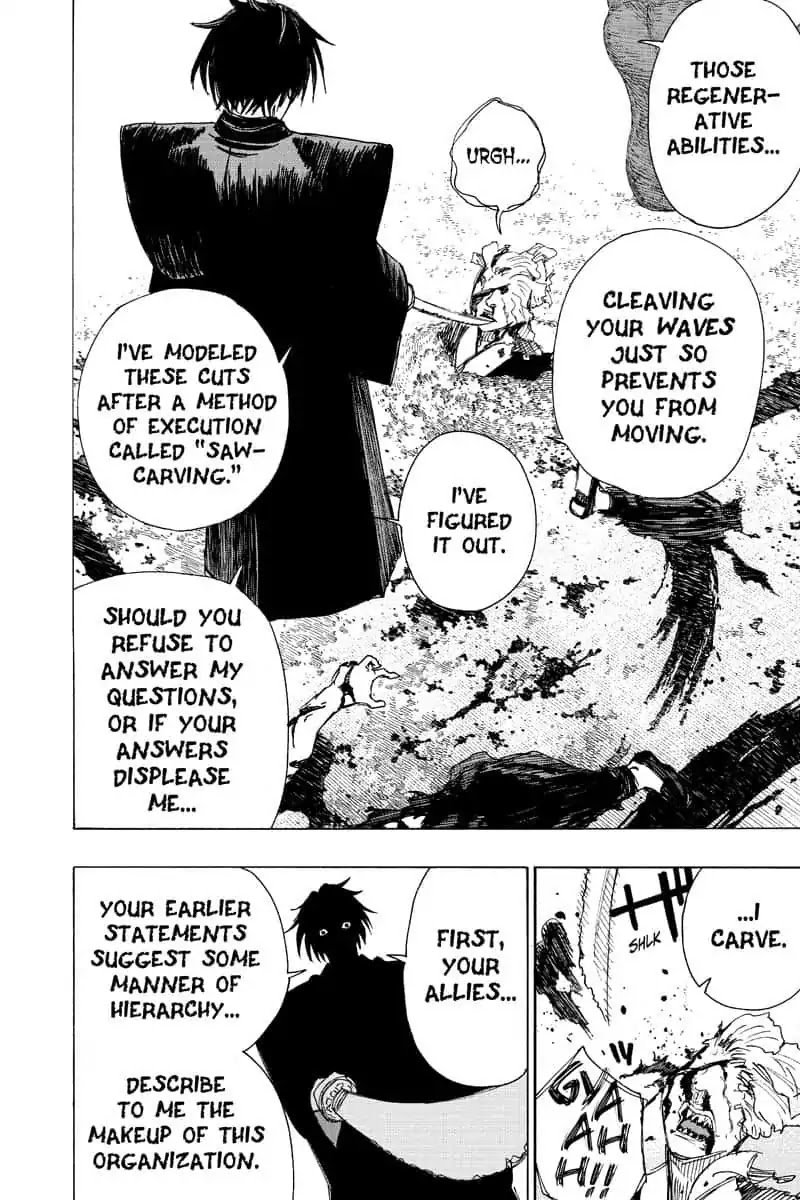 THOSE
REGENER-
ATIVE
ABILITIES...
URGH...
CLEAVING
YOUR WAVES
JUST SO
PREVENTS
YOU FROM
MOVING.
I'VE
FIGURED
IT OUT.
I'VE MODELED
THESE CUTS
AFTER A METHOD
OF EXECUTION
CALLED "SAW-
CARVING."
SHOULD YOU
REFUSE TO
ANSWER MY
QUESTIONS,
OR IF YOUR
ANSWERS
DISPLEASE
ME...
...I
CARVE.
SHLK
GYA
AH
H!!
FIRST,
YOUR
ALLIES...
YOUR EARLIER
STATEMENTS
SUGGEST SOME
MANNER OF
HIERARCHY...
DESCRIBE
TO ME THE
MAKEUP OF THIS
ORGANIZATION.